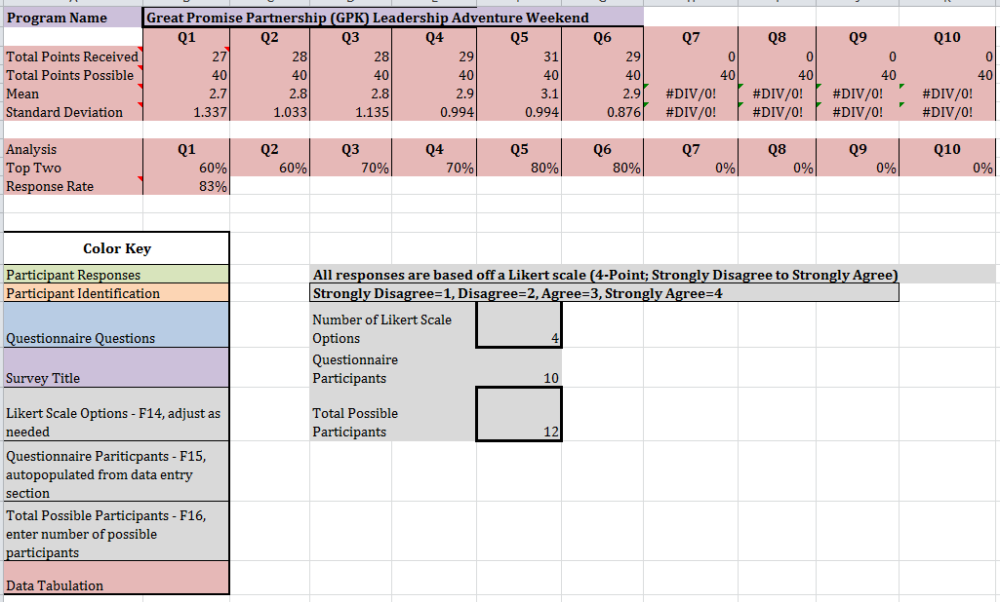 Program Name Great Promise Partnership (GPK) Leadership Adventure Weekend
Q1 Q2 Q3 Q4 Q5 Q6 Q7 Q8 Q9 Q10
Total Points Received 27 28 28 29 31 29 0 0 0 0
Total Points Possible 40 40 40 40 40 40 40 40 40 40
Mean 2.7 2.8 2.8 2.9 3.1 2.9 #DIV/0! #DIV/0! #DIV/0! #DIV/0!
Standard Deviation 1.337 1.033 1.135 0.994 0.994 0.876 #DIV/0! #DIV/0! #DIV/0! #DIV/0!
Analysis Q1 Q2 Q3 Q4 Q5 Q6 Q7 Q8 Q9 Q10
Top Two 60% 60% 70% 70% 80% 80% 0% 0% 0% 0%
Response Rate 83%
Color Key
Participant Responses
Participant Identification
Questionnaire Questions
Survey Title
Likert Scale Options - F14, adjust as
needed
Questionnaire Pariticpants - F15,
autopopulated from data entry
section
Total Possible Participants - F16,
enter number of possible
participants
Data Tabulation
All responses are based off a Likert scale (4-Point; Strongly Disagree to Strongly Agree)
Strongly Disagree=1, Disagree=2, Agree=3, Strongly Agree=4
Number of Likert Scale
Options 4
Questionnaire
Participants 10
Total Possible
Participants 12